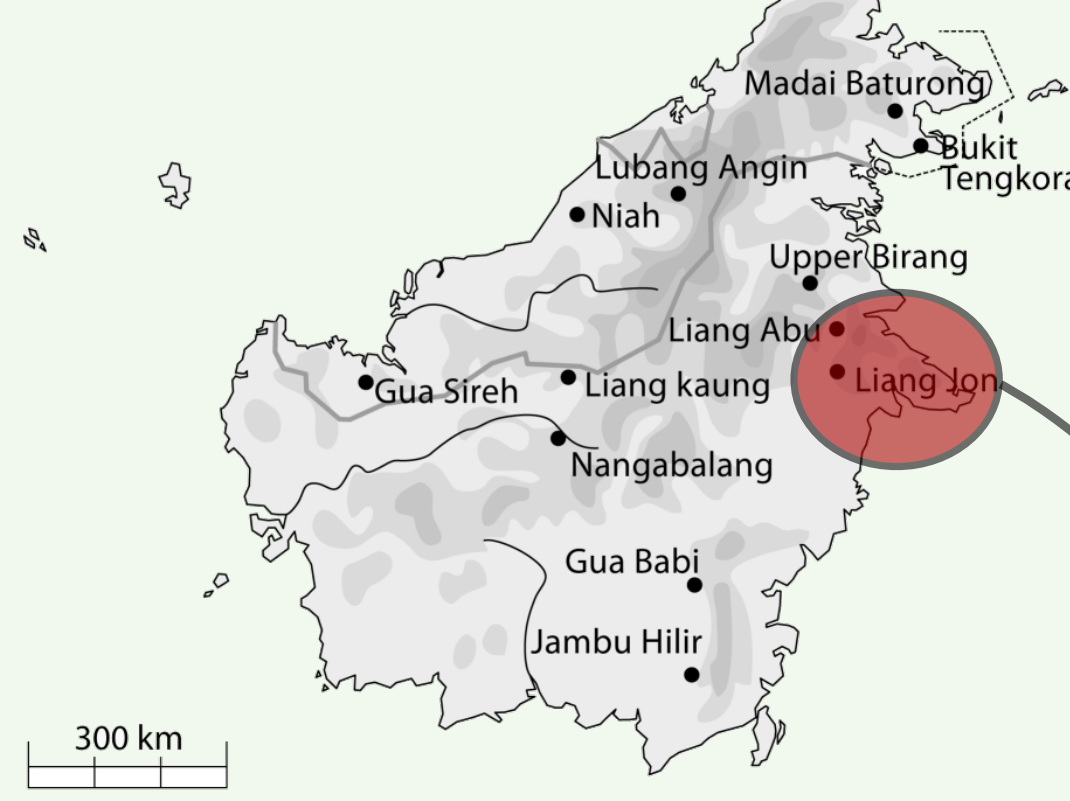 Madai Baturong
Bukit
Tengkora
Lubang Angin
Niah
Upper Birang
Liang Abu
Liang Jon
Gua Sireh
Liang kaung
Nangabalang
Gua Babi
Jambu Hilir
300 km